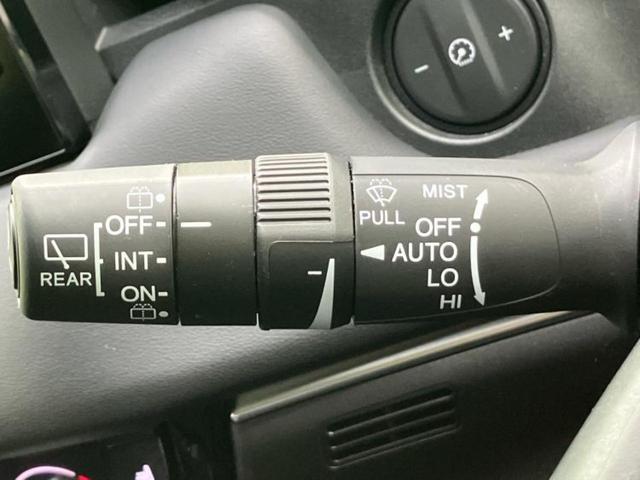 MIST
PULL
OFF
AUTO
LO
HI
REAR
OFF
INT
ON
+
-